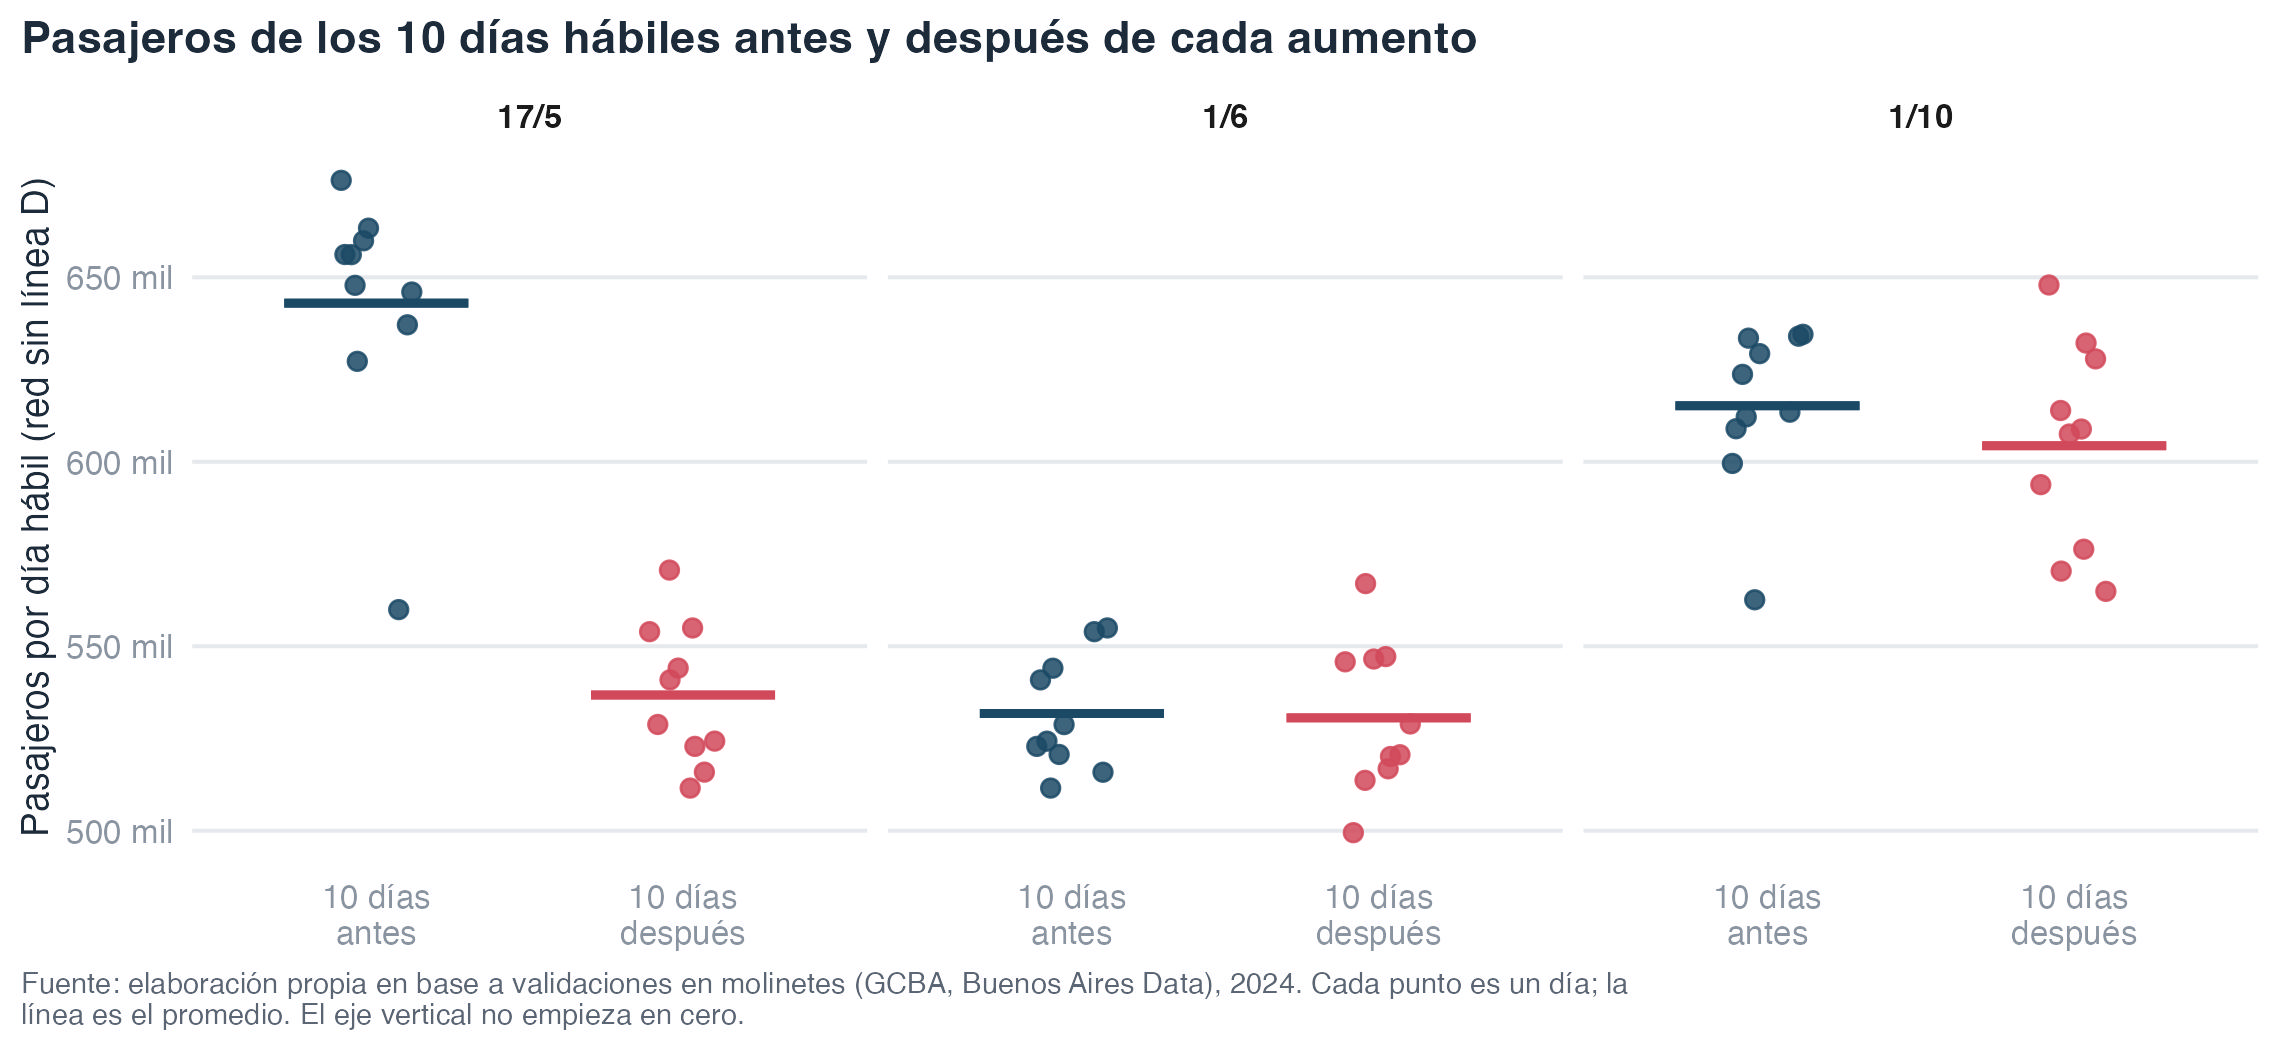 Pasajeros de los 10 días hábiles antes y después de cada aumento
17/5
1/6
1/10
Pasajeros por día hábil (red sin línea D)
650 mil
600 mil
550 mil
500 mil
10 días
antes
10 días
después
10 días
antes
10 días
después
10 días
antes
10 días
después
Fuente: elaboración propia en base a validaciones en molinetes (GCBA, Buenos Aires Data), 2024. Cada punto es un día; la
línea es el promedio. El eje vertical no empieza en cero.